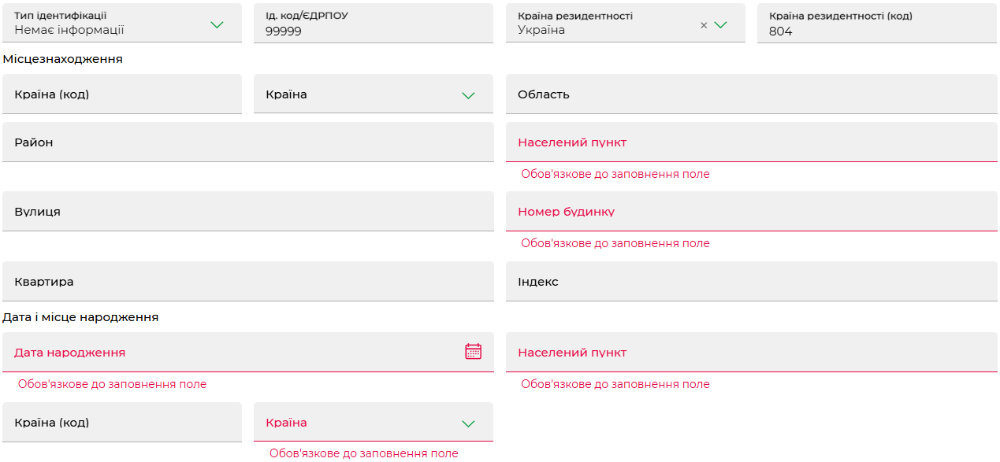 Тип ідентифікації
Немає інформації
Ід. код/ЄДРПОУ
99999
Країна резидентності
Україна
Країна резидентності (код)
804
Місцезнаходження
Країна (код)
Країна
Область
Район
Населений пункт
Обов'язкове до заповнення поле
Вулиця
Номер будинку
Обов'язкове до заповнення поле
Квартира
Індекс
Дата і місце народження
Дата народження
Обов'язкове до заповнення поле
Населений пункт
Обов'язкове до заповнення поле
Країна (код)
Країна
Обов'язкове до заповнення поле